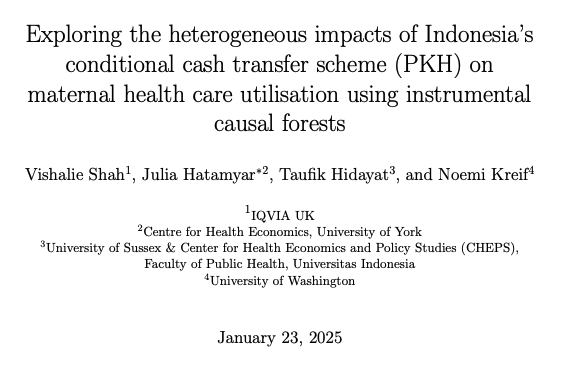 Exploring the heterogeneous impacts of Indonesia's
conditional cash transfer scheme (PKH) on
maternal health care utilisation using instrumental
causal forests
Vishalie Shah¹, Julia Hatamyar*², Taufik Hidayat³, and Noemi Kreif⁴
¹IQVIA UK
²Centre for Health Economics, University of York
³University of Sussex & Center for Health Economics and Policy Studies (CHEPS),
Faculty of Public Health, Universitas Indonesia
⁴University of Washington
January 23, 2025